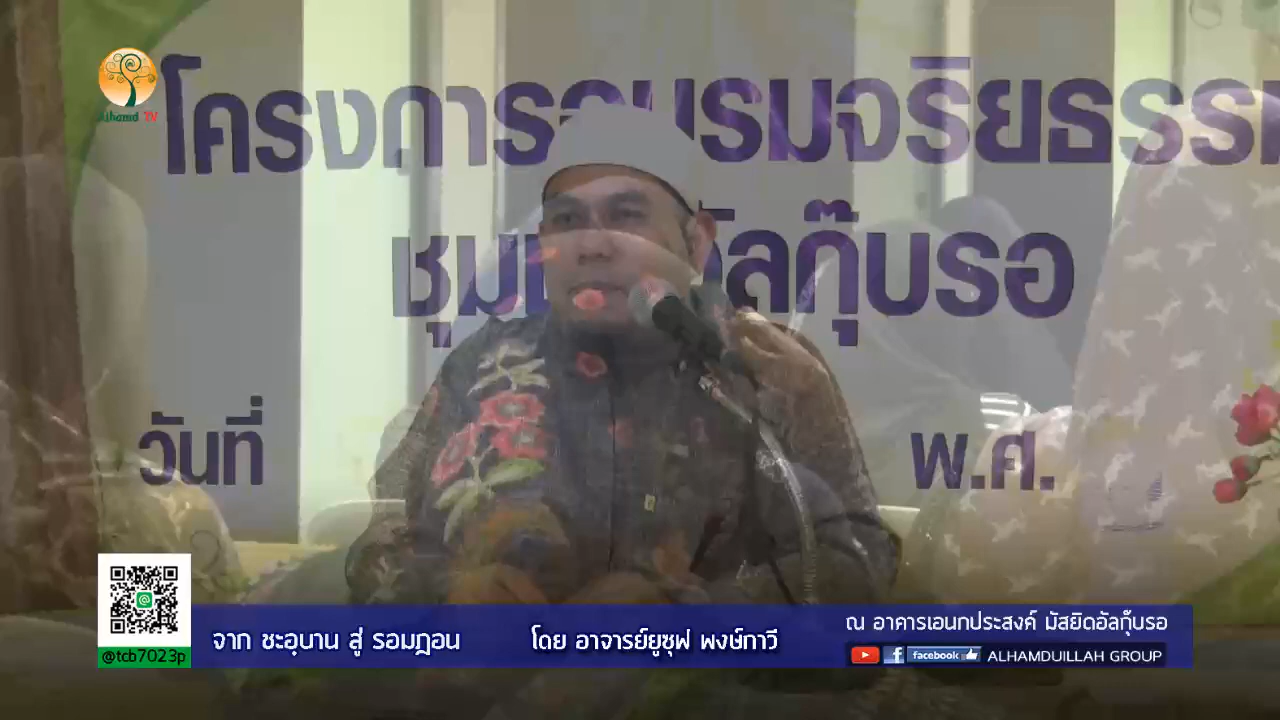 Alhamd TV
โครงการอบรมจริยธรรม
อัลกุ๊บรอ
วันที่
พ.ศ.
จาก ชะอฺบาน สู่ รอมฎอน
โดย อาจารย์ยูซุฟ พงษ์กาวี
ณ อาคารเอนกประสงค์ มัสยิดอัลกุ๊บรอ
facebook
ALHAMDUILLAH GROUP
@tcb7023p